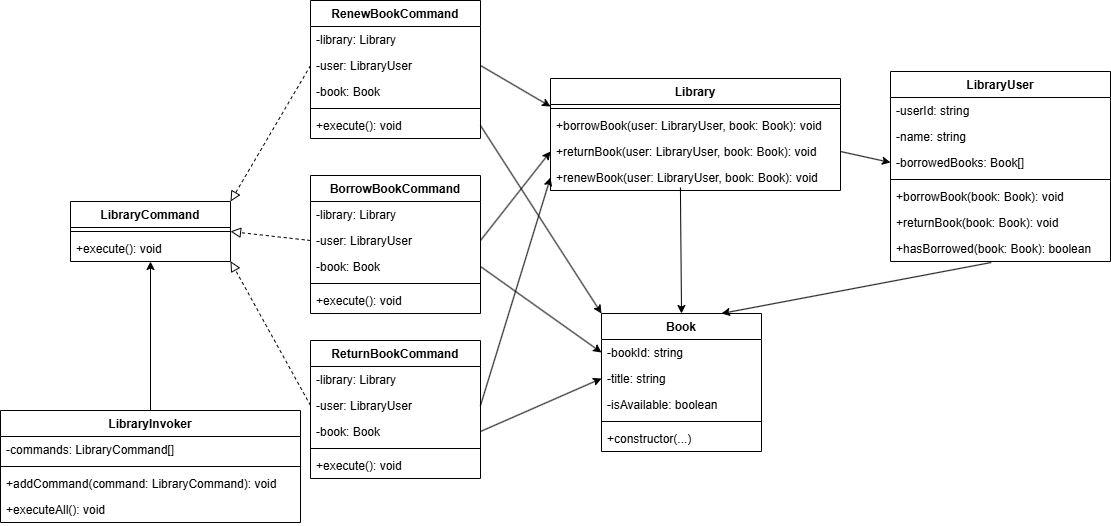 RenewBookCommand
-library: Library
-user: LibraryUser
-book: Book
+execute(): void
Library
+borrowBook(user: LibraryUser, book: Book): void
+returnBook(user: LibraryUser, book: Book): void
+renewBook(user: LibraryUser, book: Book): void
LibraryUser
-userId: string
-name: string
-borrowedBooks: Book[]
+borrowBook(book: Book): void
+returnBook(book: Book): void
+hasBorrowed(book: Book): boolean
BorrowBookCommand
-library: Library
-user: LibraryUser
-book: Book
+execute(): void
LibraryCommand
+execute(): void
Book
-bookId: string
-title: string
-isAvailable: boolean
+constructor(...)
ReturnBookCommand
-library: Library
-user: LibraryUser
-book: Book
+execute(): void
LibraryInvoker
-commands: LibraryCommand[]
+addCommand(command: LibraryCommand): void
+executeAll(): void